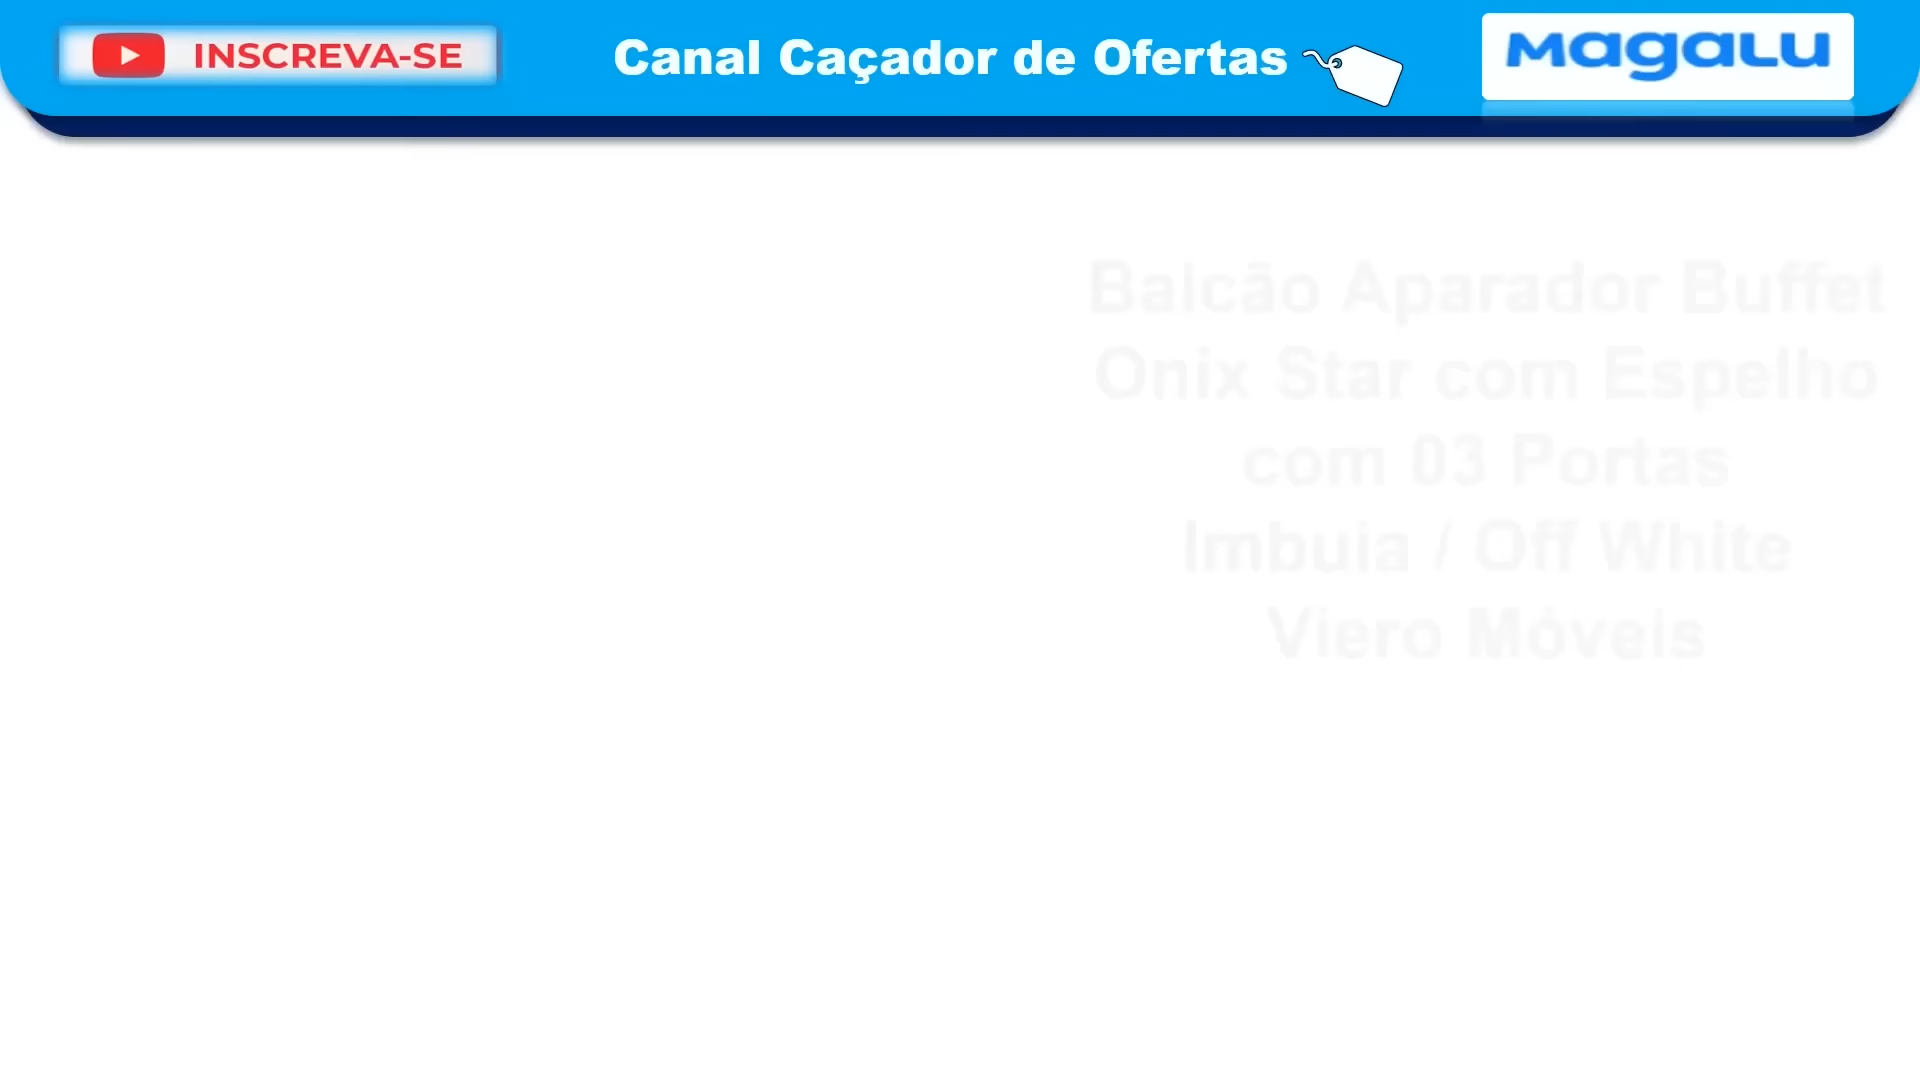 INSCREVA-SE
Canal Caçador de Ofertas
Magalu
Balcão Aparador Buffet
Onix Star com Espelho
com 03 Portas
Imbuia / Off White
Viero Móveis